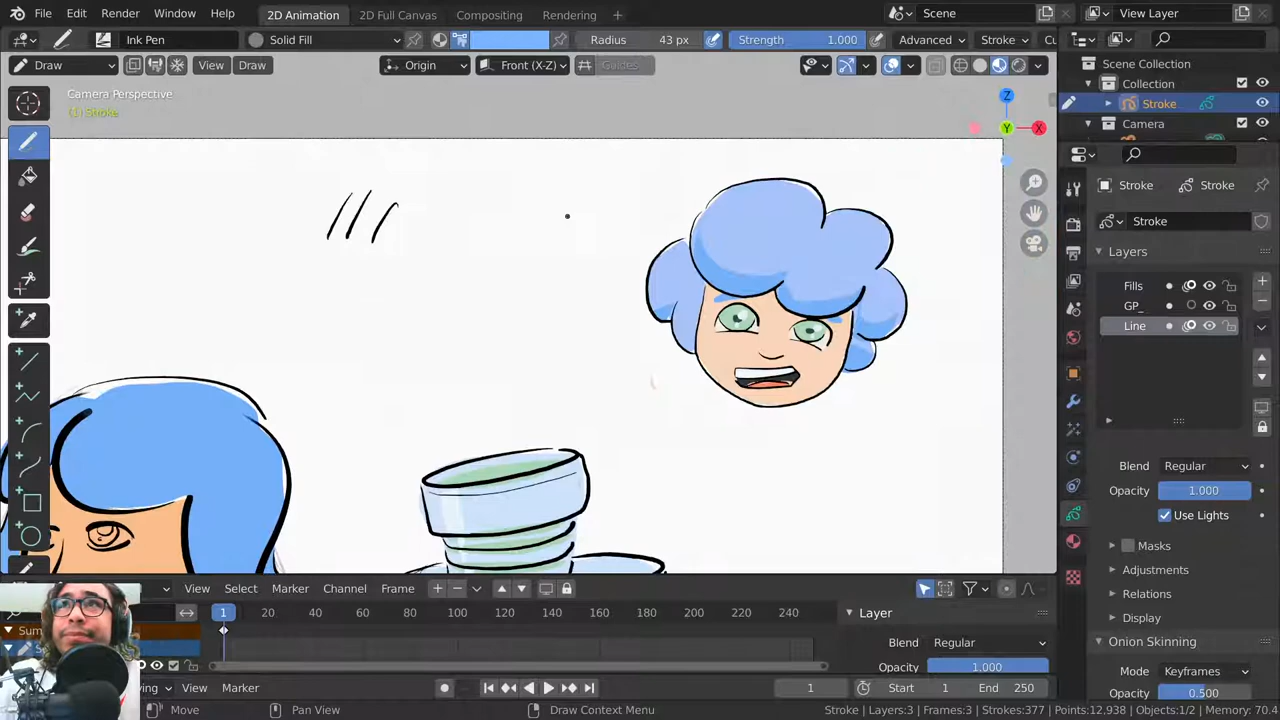 File Edit Render Window Help 2D Animation 2D Full Canvas Compositing Rendering + Scene View Layer
Ink Pen Solid Fill Radius 43 px Strength 1.000 Advanced Stroke Cu
Draw View Draw Origin Front (X-Z) Guides
Camera Perspective
(1) Stroke
Z
Y X
Scene Collection
Collection
Stroke
Camera
Stroke Stroke
Stroke
Layers
Fills
GP_
Line
Blend Regular
Opacity 1.000
Use Lights
Masks
Adjustments
Relations
Display
Onion Skinning
Mode Keyframes
Opacity 0.500
View Select Marker Channel Frame
1 20 40 60 80 100 120 140 160 180 200 220 240
Sum
Layer
Blend Regular
Opacity 1.000
ying View Marker 1 Start 1 End 250
Move Pan View Draw Context Menu Stroke | Layers:3 | Frames:3 | Strokes:377 | Points:12,938 | Objects:1/2 | Memory: 70.4